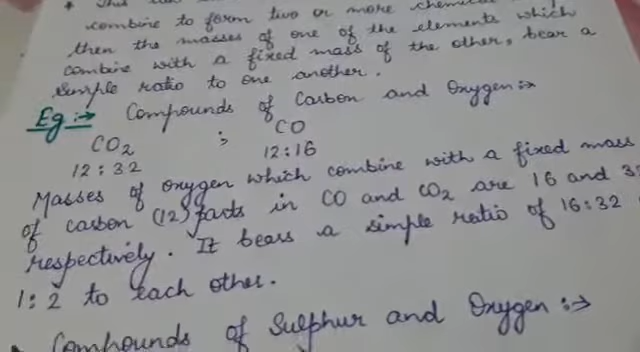 combine to form two or more
then the masses of one of the elements which
combine with a fixed mass of the other, bear a
simple ratio to one another.
Eg:→ Compounds of Carbon and Oxygen:→
CO2 ; CO
12:32 12:16
Masses of oxygen which combine with a fixed mass
of carbon (12) parts in CO and CO2 are 16 and
respectively. It bears a simple ratio of 16:32
1:2 to each other.
Compounds of Sulphur and Oxygen:→